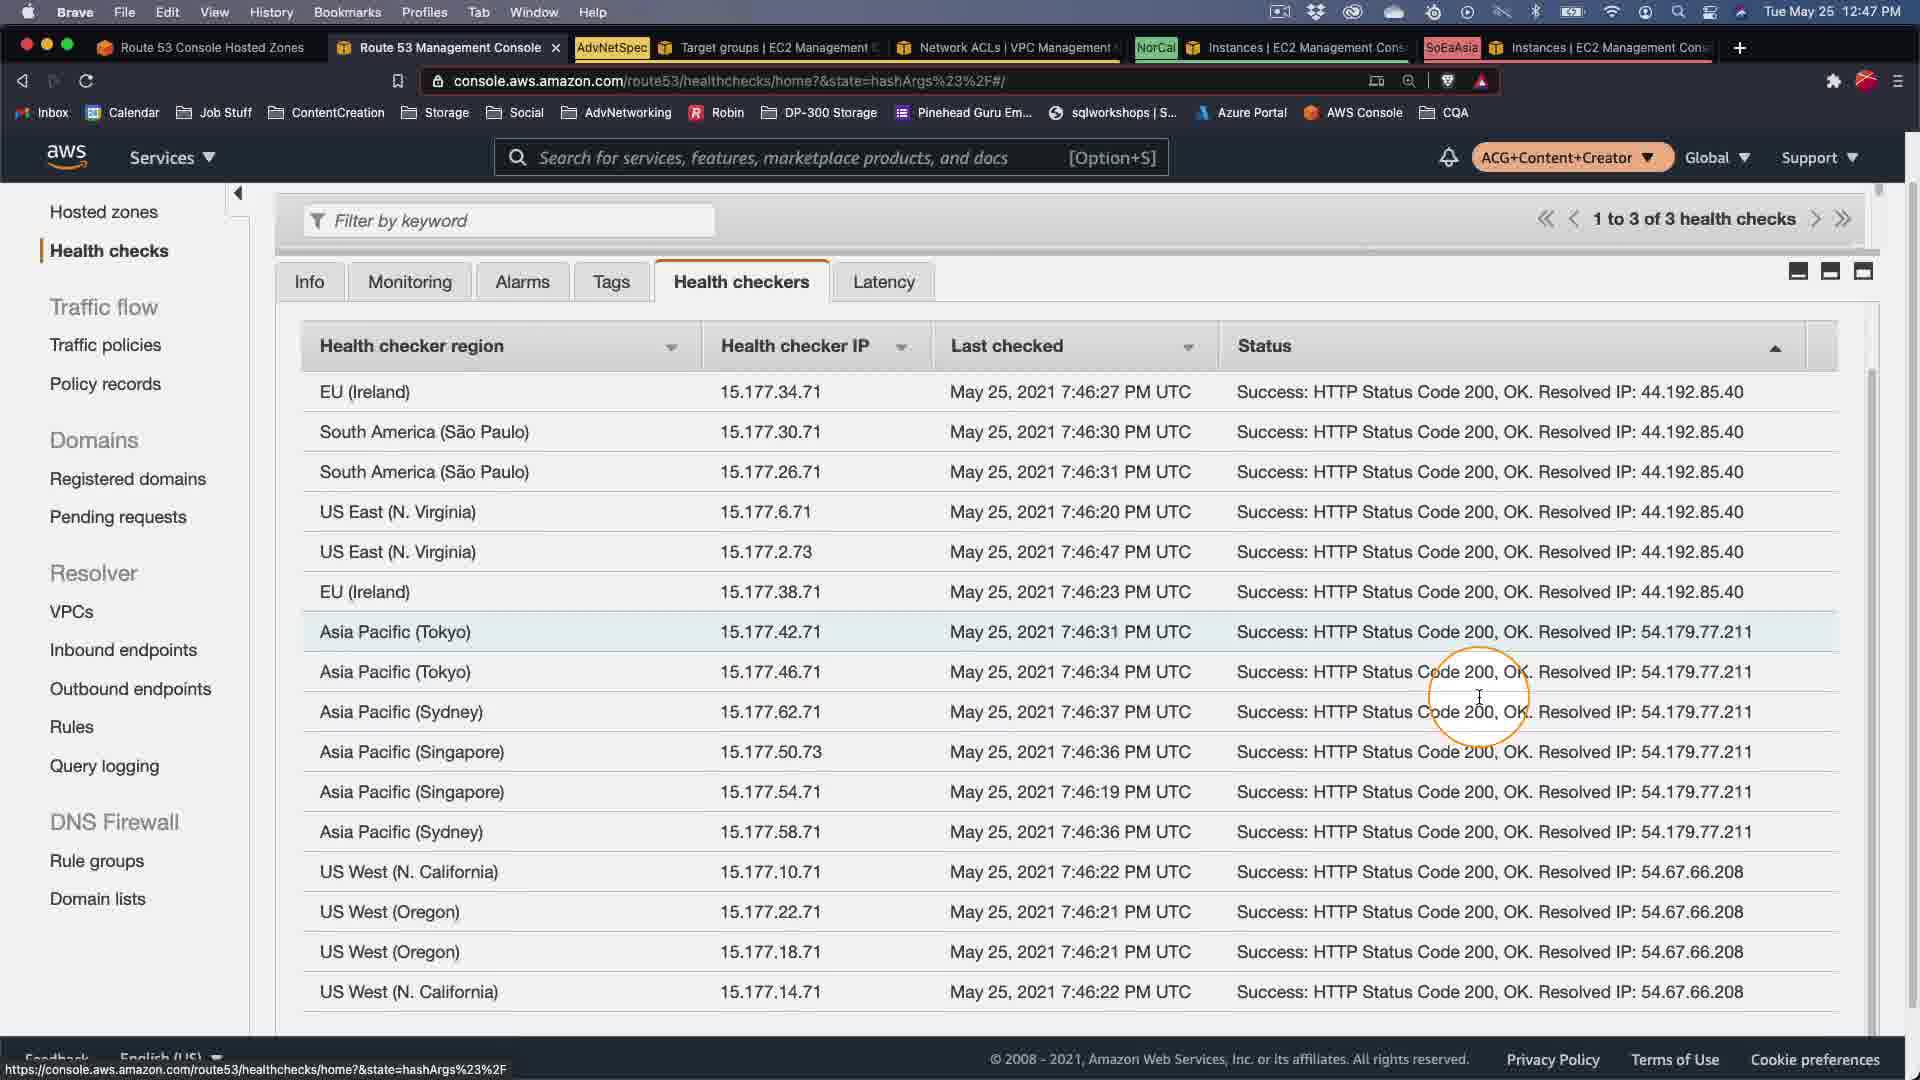 Brave File Edit View History Bookmarks Profiles Tab Window Help Tue May 25 12:47 PM
Route 53 Console Hosted Zones Route 53 Management Console AdvNetSpec Target groups | EC2 Management Network ACLs | VPC Management NorCal Instances | EC2 Management Cons SoEaAsia Instances | EC2 Management Cons
console.aws.amazon.com/route53/healthchecks/home?&state=hashArgs%23%2F#/
Inbox Calendar Job Stuff ContentCreation Storage Social AdvNetworking Robin DP-300 Storage Pinehead Guru Em... sqlworkshops | S... Azure Portal AWS Console CQA
aws Services Search for services, features, marketplace products, and docs [Option+S] ACG+Content+Creator Global Support
Hosted zones
Health checks
Traffic flow
Traffic policies
Policy records
Domains
Registered domains
Pending requests
Resolver
VPCs
Inbound endpoints
Outbound endpoints
Rules
Query logging
DNS Firewall
Rule groups
Domain lists
Filter by keyword 1 to 3 of 3 health checks
Info Monitoring Alarms Tags Health checkers Latency
Health checker region Health checker IP Last checked Status
EU (Ireland) 15.177.34.71 May 25, 2021 7:46:27 PM UTC Success: HTTP Status Code 200, OK. Resolved IP: 44.192.85.40
South America (São Paulo) 15.177.30.71 May 25, 2021 7:46:30 PM UTC Success: HTTP Status Code 200, OK. Resolved IP: 44.192.85.40
South America (São Paulo) 15.177.26.71 May 25, 2021 7:46:31 PM UTC Success: HTTP Status Code 200, OK. Resolved IP: 44.192.85.40
US East (N. Virginia) 15.177.6.71 May 25, 2021 7:46:20 PM UTC Success: HTTP Status Code 200, OK. Resolved IP: 44.192.85.40
US East (N. Virginia) 15.177.2.73 May 25, 2021 7:46:47 PM UTC Success: HTTP Status Code 200, OK. Resolved IP: 44.192.85.40
EU (Ireland) 15.177.38.71 May 25, 2021 7:46:23 PM UTC Success: HTTP Status Code 200, OK. Resolved IP: 44.192.85.40
Asia Pacific (Tokyo) 15.177.42.71 May 25, 2021 7:46:31 PM UTC Success: HTTP Status Code 200, OK. Resolved IP: 54.179.77.211
Asia Pacific (Tokyo) 15.177.46.71 May 25, 2021 7:46:34 PM UTC Success: HTTP Status Code 200, OK. Resolved IP: 54.179.77.211
Asia Pacific (Sydney) 15.177.62.71 May 25, 2021 7:46:37 PM UTC Success: HTTP Status Code 200, OK. Resolved IP: 54.179.77.211
Asia Pacific (Singapore) 15.177.50.73 May 25, 2021 7:46:36 PM UTC Success: HTTP Status Code 200, OK. Resolved IP: 54.179.77.211
Asia Pacific (Singapore) 15.177.54.71 May 25, 2021 7:46:19 PM UTC Success: HTTP Status Code 200, OK. Resolved IP: 54.179.77.211
Asia Pacific (Sydney) 15.177.58.71 May 25, 2021 7:46:36 PM UTC Success: HTTP Status Code 200, OK. Resolved IP: 54.179.77.211
US West (N. California) 15.177.10.71 May 25, 2021 7:46:22 PM UTC Success: HTTP Status Code 200, OK. Resolved IP: 54.67.66.208
US West (Oregon) 15.177.22.71 May 25, 2021 7:46:21 PM UTC Success: HTTP Status Code 200, OK. Resolved IP: 54.67.66.208
US West (Oregon) 15.177.18.71 May 25, 2021 7:46:21 PM UTC Success: HTTP Status Code 200, OK. Resolved IP: 54.67.66.208
US West (N. California) 15.177.14.71 May 25, 2021 7:46:22 PM UTC Success: HTTP Status Code 200, OK. Resolved IP: 54.67.66.208
Feedback English (US) © 2008 - 2021, Amazon Web Services, Inc. or its affiliates. All rights reserved. Privacy Policy Terms of Use Cookie preferences
https://console.aws.amazon.com/route53/healthchecks/home?&state=hashArgs%23%2F